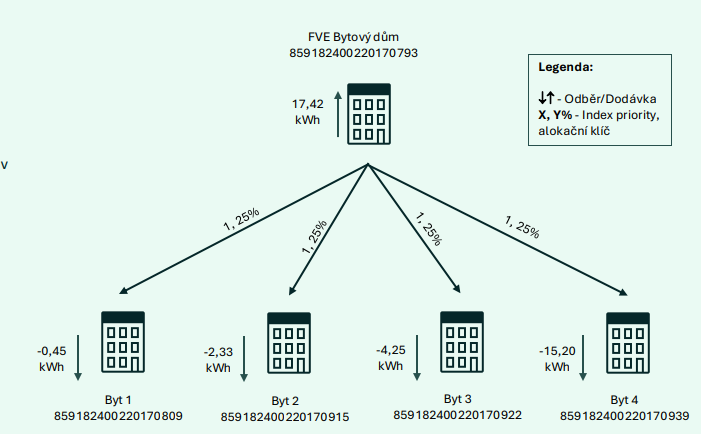 FVE Bytový dům
859182400220170793
Legenda:
↓↑ - Odběr/Dodávka
X, Y% - Index priority,
alokační klíč
17,42
kWh
v
1, 25%
1, 25%
1, 25%
1, 25%
-0,45
kWh
-2,33
kWh
-4,25
kWh
-15,20
kWh
Byt 1
859182400220170809
Byt 2
859182400220170915
Byt 3
859182400220170922
Byt 4
859182400220170939